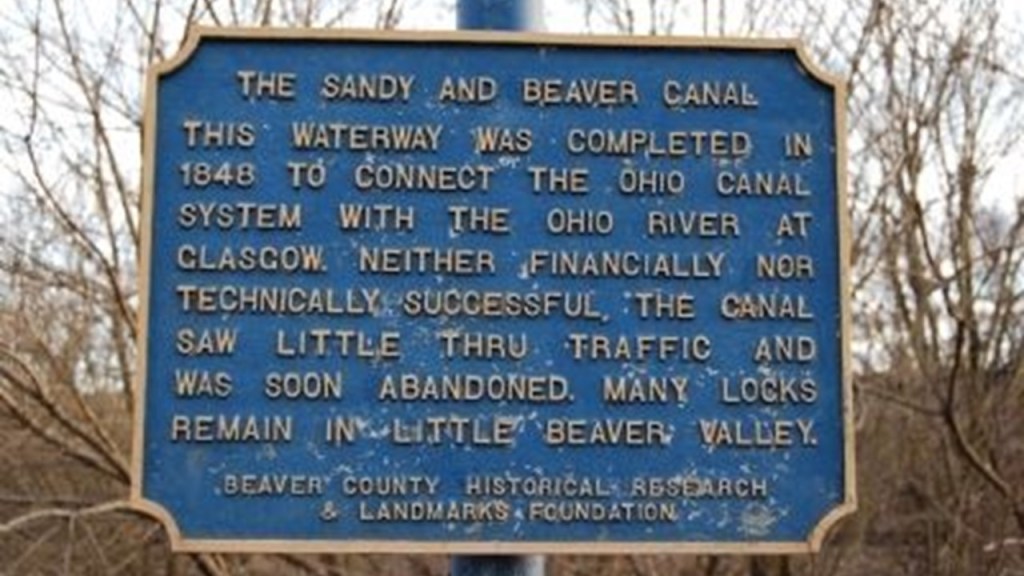 THE SANDY AND BEAVER CANAL
THIS WATERWAY WAS COMPLETED IN
1848 TO CONNECT THE OHIO CANAL
SYSTEM WITH THE OHIO RIVER AT
GLASGOW. NEITHER FINANCIALLY NOR
TECHNICALLY SUCCESSFUL, THE CANAL
SAW LITTLE THRU TRAFFIC AND
WAS SOON ABANDONED. MANY LOCKS
REMAIN IN LITTLE BEAVER VALLEY.
BEAVER COUNTY HISTORICAL RESEARCH
& LANDMARKS FOUNDATION